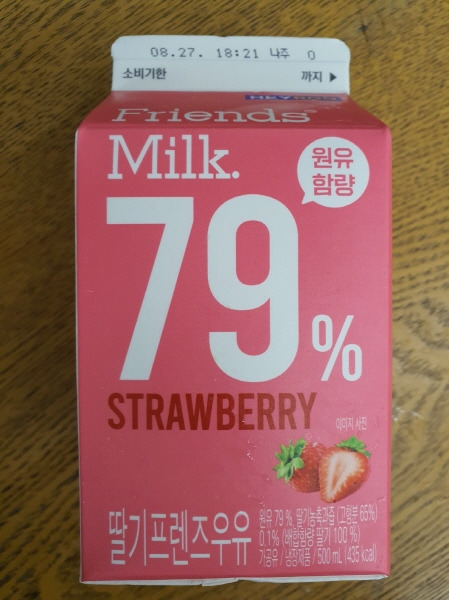 08.27. 18:21 나주 0
소비기한 까지 ▶
Friends
Milk.
원유
함량
79%
STRAWBERRY
이미지 사진
딸기프렌즈우유
원유 79 %, 딸기농축과즙 (고형분 65%)
0.1% (배합함량 딸기 100 %)
가공유 / 냉장제품 / 500 mL (435 kcal)